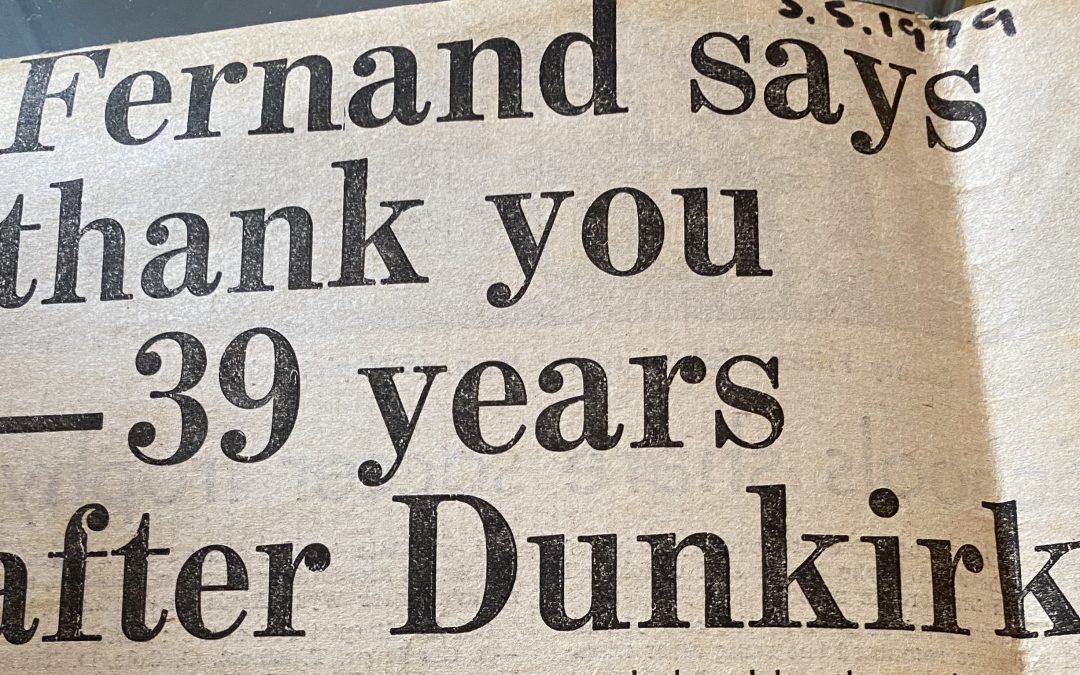 5.5.1979
Fernand says
thank you
—39 years
after Dunkirk